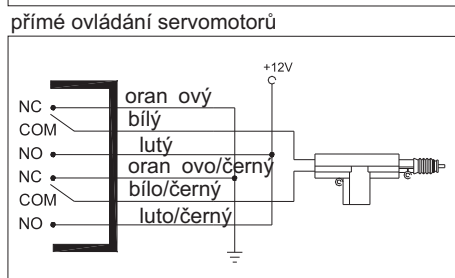 přímé ovládání servomotorů
+12V
NC oran ový
COM bílý
NO lutý
NC oran ovo/černý
COM bílo/černý
NO luto/černý